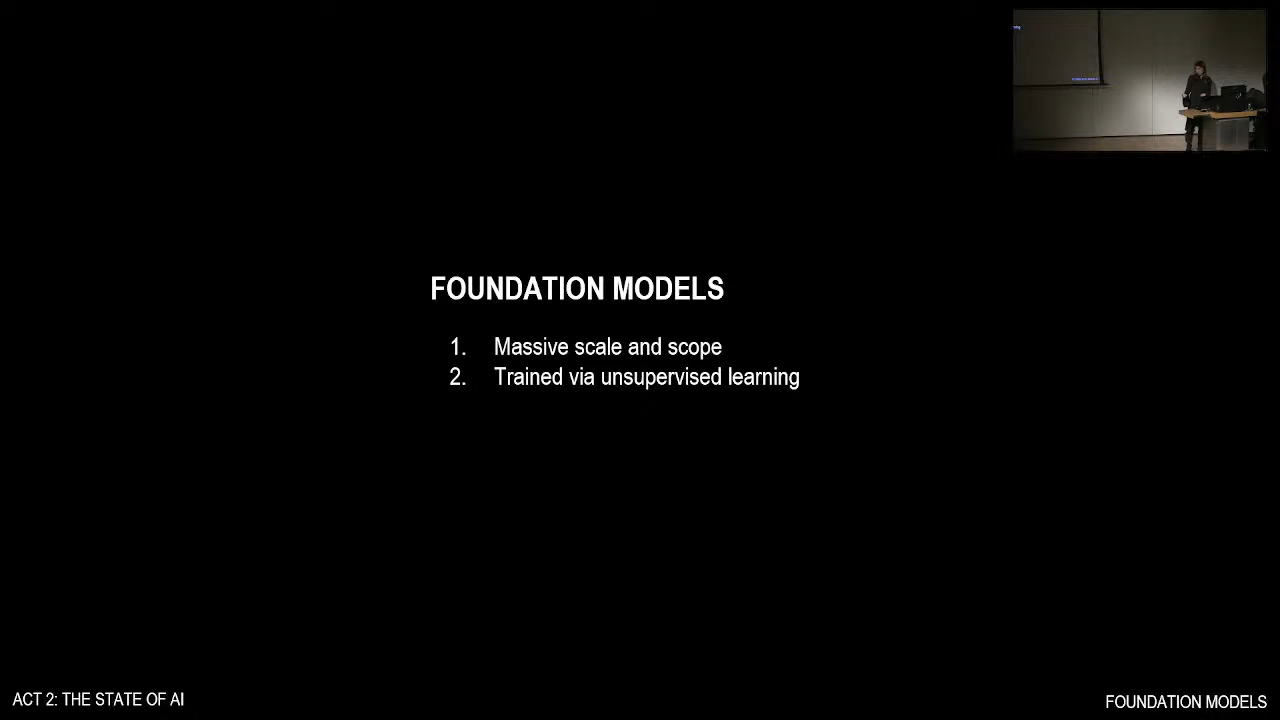 FOUNDATION MODELS
1. Massive scale and scope
2. Trained via unsupervised learning
ACT 2: THE STATE OF AI
FOUNDATION MODELS